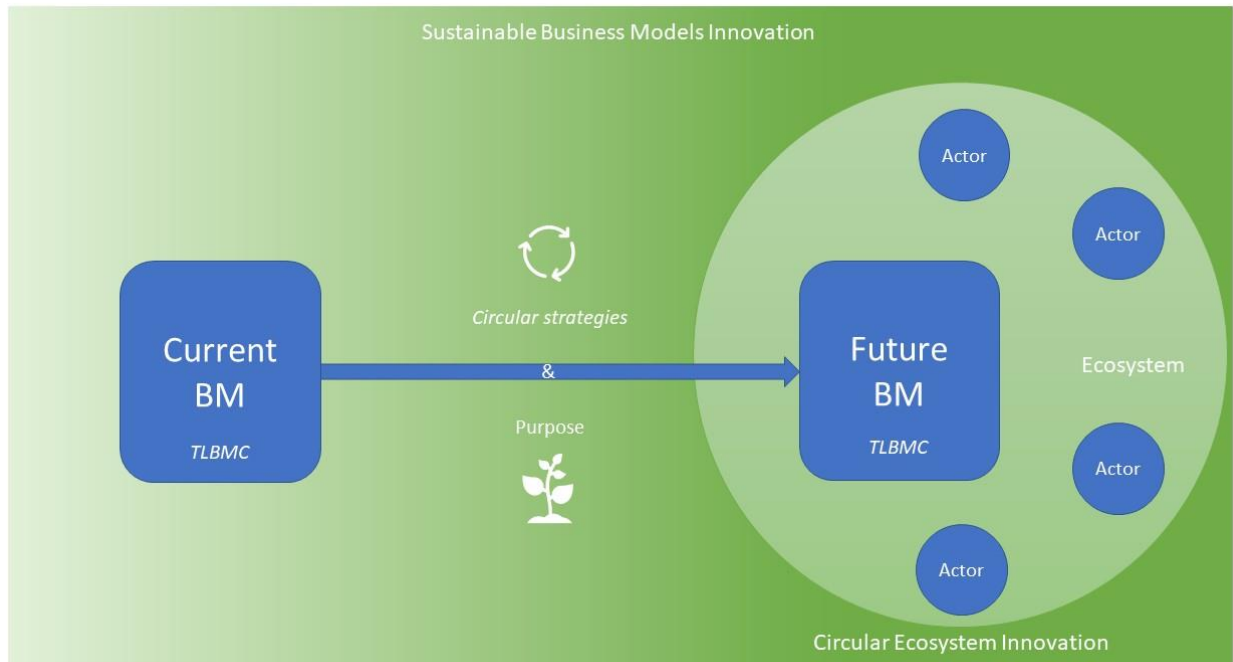 Sustainable Business Models Innovation
Actor
Actor
Circular strategies
Current
BM
TLBMC
&
Future
BM
TLBMC
Ecosystem
Purpose
Actor
Actor
Circular Ecosystem Innovation